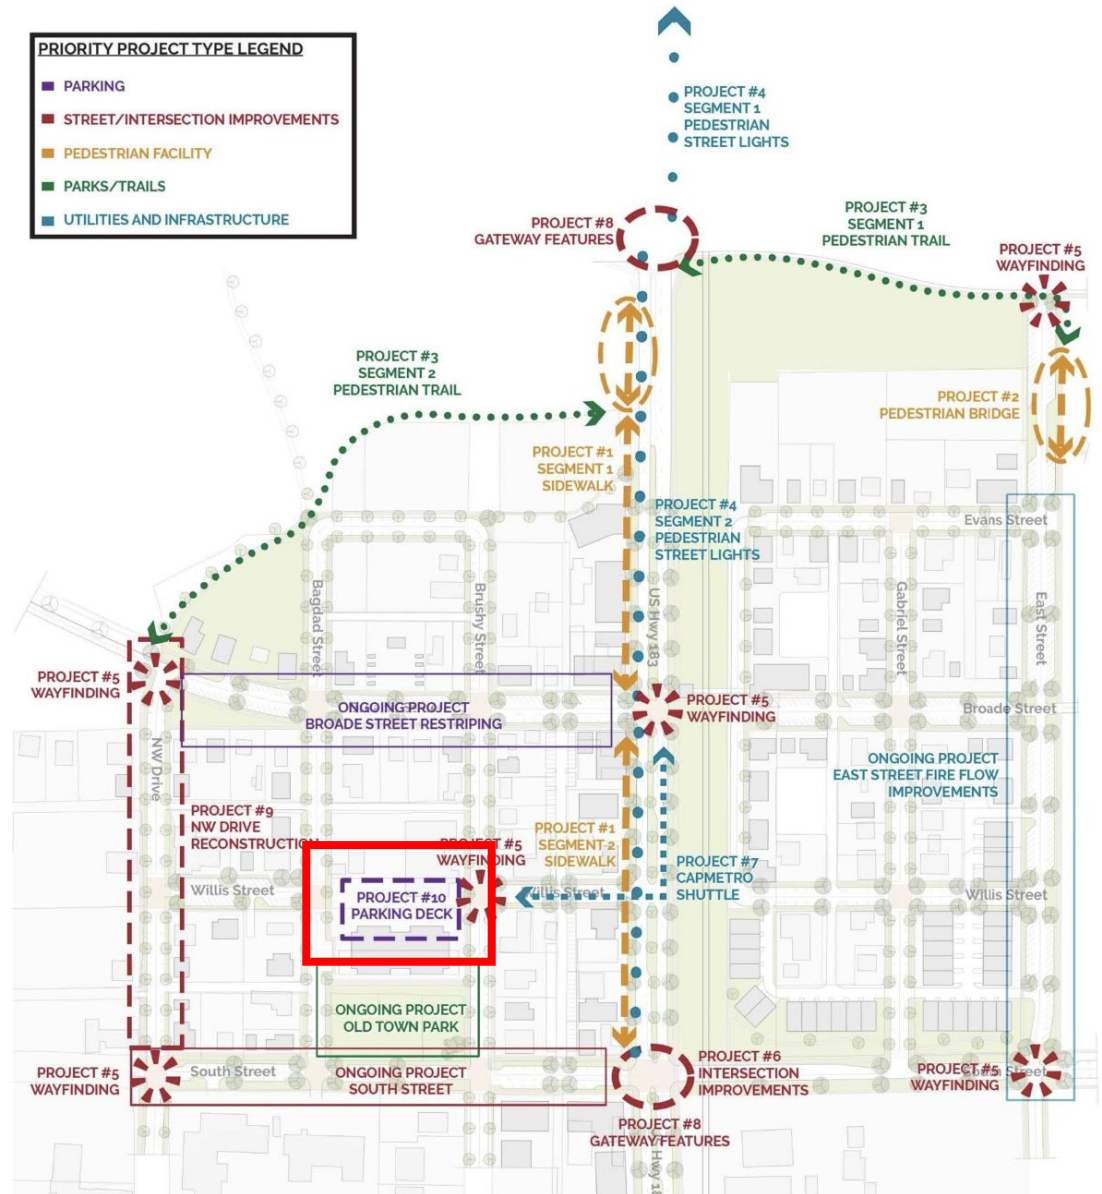 PRIORITY PROJECT TYPE LEGEND
PARKING
STREET/INTERSECTION IMPROVEMENTS
PEDESTRIAN FACILITY
PARKS/TRAILS
UTILITIES AND INFRASTRUCTURE
PROJECT #4
SEGMENT 1
PEDESTRIAN
STREET LIGHTS
PROJECT #8
GATEWAY FEATURES
PROJECT #3
SEGMENT 1
PEDESTRIAN TRAIL
PROJECT #5
WAYFINDING
PROJECT #3
SEGMENT 2
PEDESTRIAN TRAIL
PROJECT #2
PEDESTRIAN BRIDGE
PROJECT #1
SEGMENT 1
SIDEWALK
PROJECT #4
SEGMENT 2
PEDESTRIAN
STREET LIGHTS
Evans Street
Bagdad Street
Brushy Street
US Hwy 183
Gabriel Street
East Street
PROJECT #5
WAYFINDING
ONGOING PROJECT
BROADE STREET RESTRIPING
PROJECT #5
WAYFINDING
Broade Street
NW Drive
ONGOING PROJECT
EAST STREET FIRE FLOW
IMPROVEMENTS
PROJECT #9
NW DRIVE
RECONSTRUCTION
PROJECT #5
WAYFINDING
PROJECT #1
SEGMENT 2
SIDEWALK
PROJECT #7
CAPMETRO
SHUTTLE
Willis Street
PROJECT #10
PARKING DECK
Willis Street
Willis Street
ONGOING PROJECT
OLD TOWN PARK
PROJECT #5
WAYFINDING
South Street
ONGOING PROJECT
SOUTH STREET
PROJECT #6
INTERSECTION
IMPROVEMENTS
PROJECT #5
WAYFINDING
South Street
PROJECT #8
GATEWAY FEATURES
Hwy